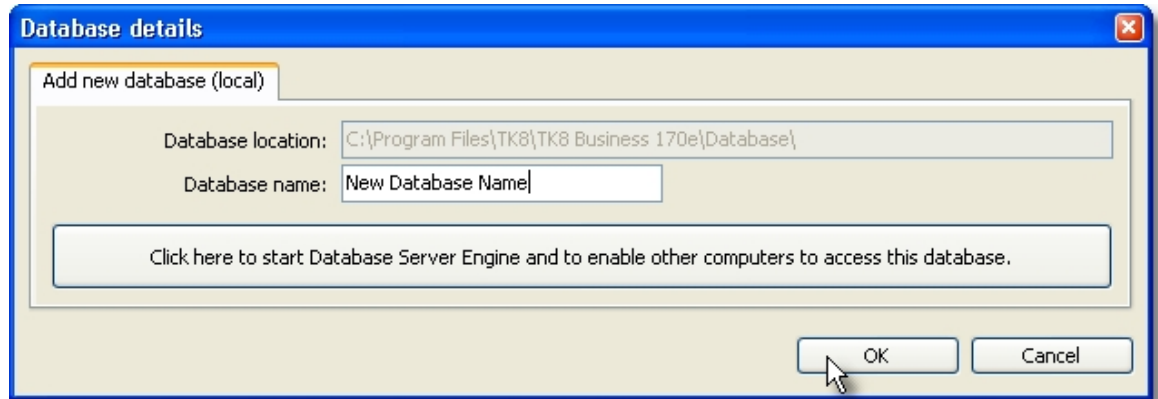 Database details
Add new database (local)
Database location: C:\Program Files\TK8\TK8 Business 170e\Database\
Database name: New Database Name
Click here to start Database Server Engine and to enable other computers to access this database.
OK Cancel